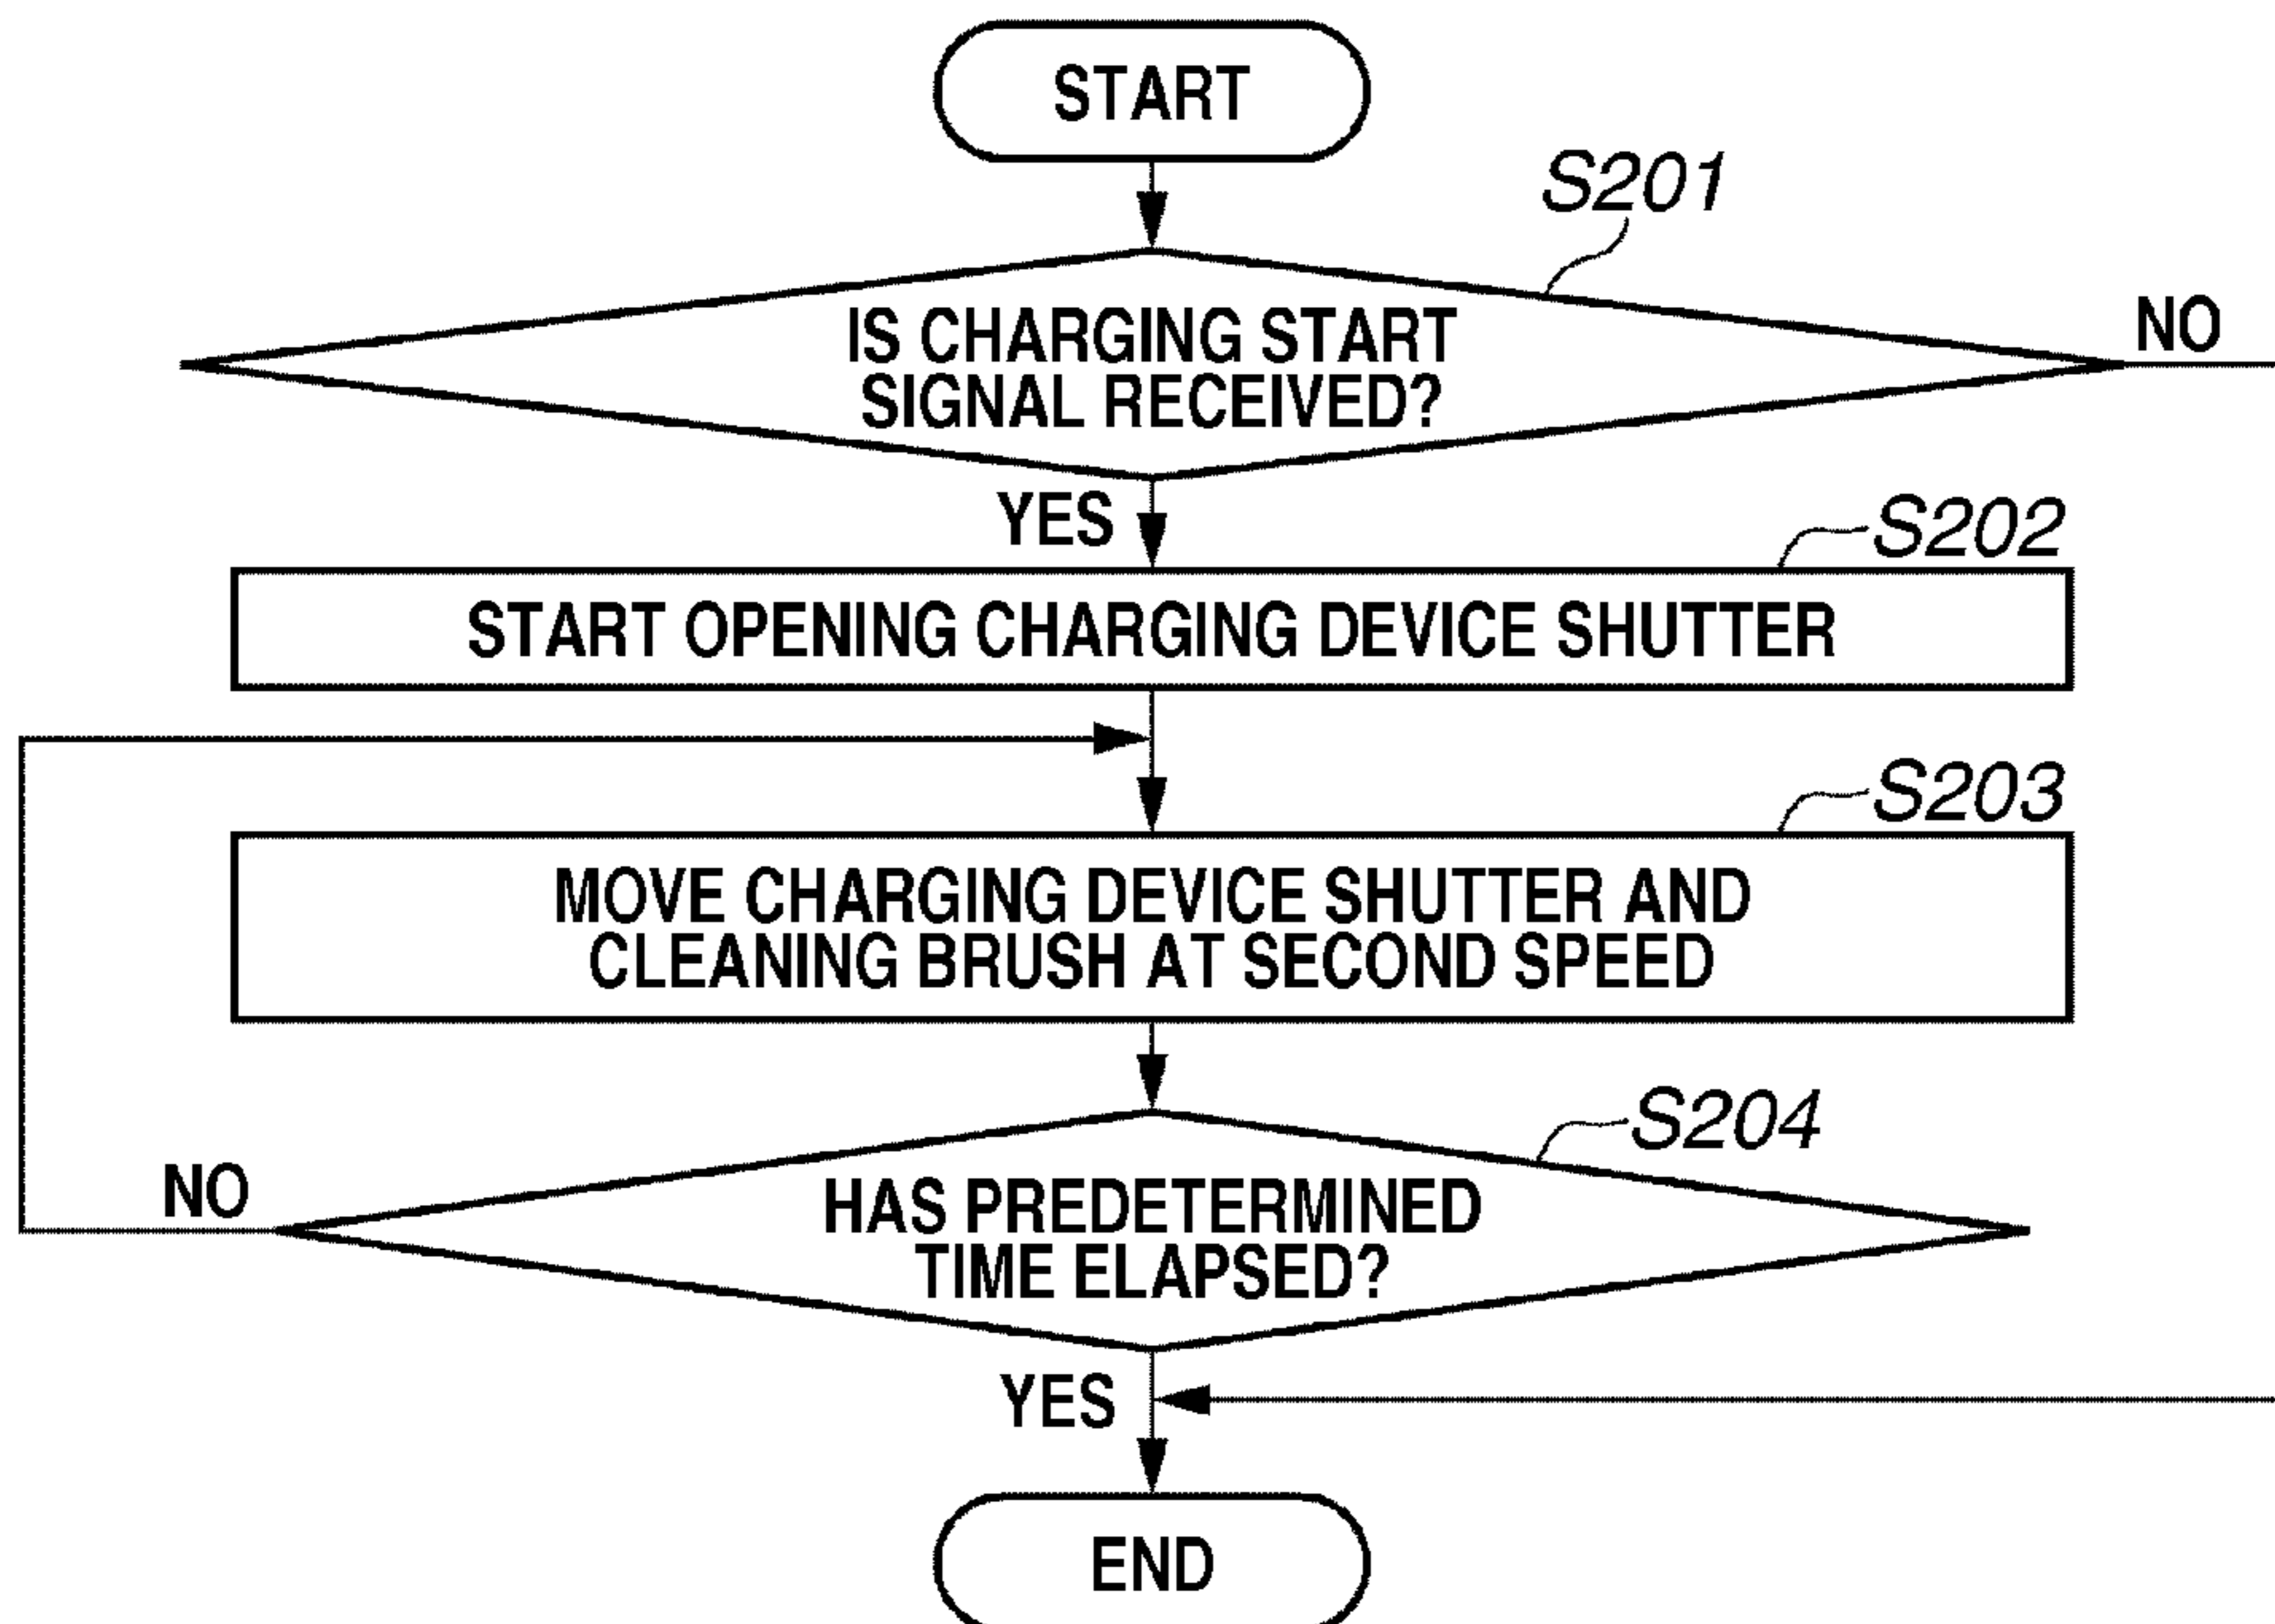 START
S201
IS CHARGING START
SIGNAL RECEIVED?
NO
YES
S202
START OPENING CHARGING DEVICE SHUTTER
S203
MOVE CHARGING DEVICE SHUTTER AND
CLEANING BRUSH AT SECOND SPEED
S204
NO
HAS PREDETERMINED
TIME ELAPSED?
YES
END